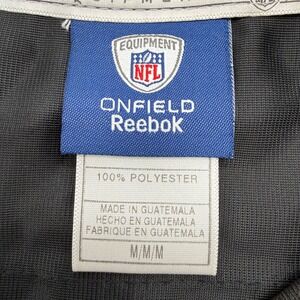 EQUIPMENT
NFL
ONFIELD
Reebok
100% POLYESTER
MADE IN GUATEMALA
HECHO EN GUATEMALA
FABRIQUE EN GUATEMALA
M/M/M